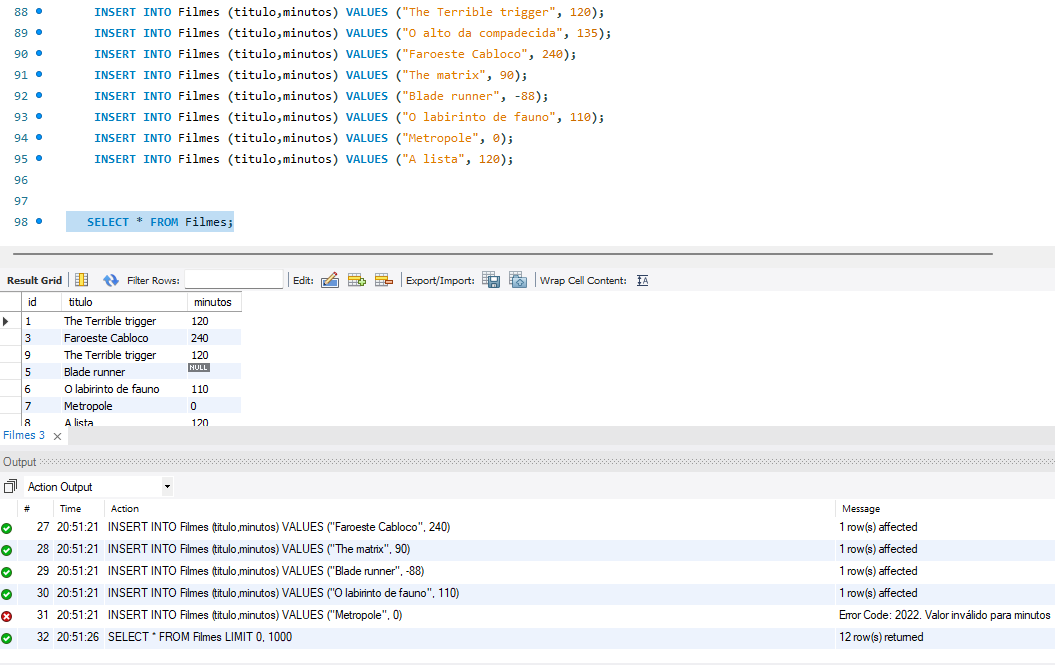 88 INSERT INTO Filmes (titulo,minutos) VALUES ("The Terrible trigger", 120);
89 INSERT INTO Filmes (titulo,minutos) VALUES ("O alto da compadecida", 135);
90 INSERT INTO Filmes (titulo,minutos) VALUES ("Faroeste Cabloco", 240);
91 INSERT INTO Filmes (titulo,minutos) VALUES ("The matrix", 90);
92 INSERT INTO Filmes (titulo,minutos) VALUES ("Blade runner", -88);
93 INSERT INTO Filmes (titulo,minutos) VALUES ("O labirinto de fauno", 110);
94 INSERT INTO Filmes (titulo,minutos) VALUES ("Metropole", 0);
95 INSERT INTO Filmes (titulo,minutos) VALUES ("A lista", 120);
96
97
98 SELECT * FROM Filmes;
Result Grid Filter Rows: Edit: Export/Import: Wrap Cell Content: IA
id titulo minutos
1 The Terrible trigger 120
3 Faroeste Cabloco 240
9 The Terrible trigger 120
5 Blade runner NULL
6 O labirinto de fauno 110
7 Metropole 0
8 A lista 120
Filmes 3
Output
Action Output
# Time Action Message
27 20:51:21 INSERT INTO Filmes (titulo,minutos) VALUES ("Faroeste Cabloco", 240) 1 row(s) affected
28 20:51:21 INSERT INTO Filmes (titulo,minutos) VALUES ("The matrix", 90) 1 row(s) affected
29 20:51:21 INSERT INTO Filmes (titulo,minutos) VALUES ("Blade runner", -88) 1 row(s) affected
30 20:51:21 INSERT INTO Filmes (titulo,minutos) VALUES ("O labirinto de fauno", 110) 1 row(s) affected
31 20:51:21 INSERT INTO Filmes (titulo,minutos) VALUES ("Metropole", 0) Error Code: 2022. Valor inválido para minutos
32 20:51:26 SELECT * FROM Filmes LIMIT 0, 1000 12 row(s) returned